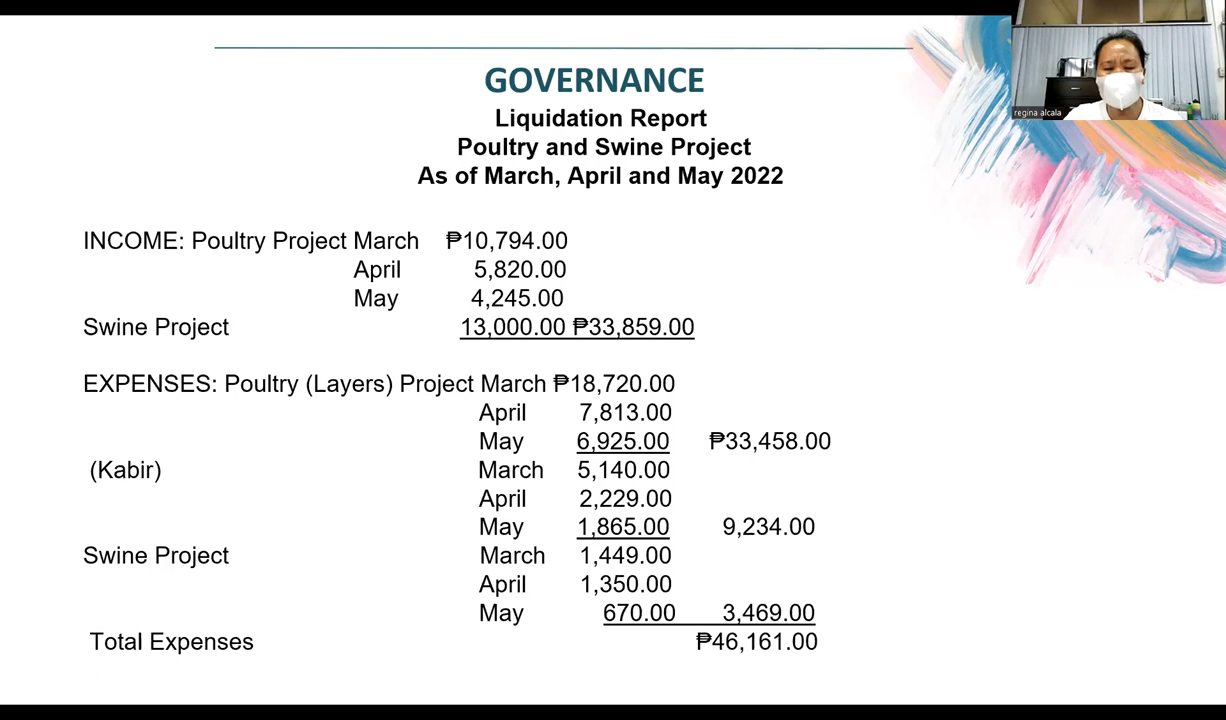 GOVERNANCE
Liquidation Report
Poultry and Swine Project
As of March, April and May 2022
regina alcala
INCOME: Poultry Project March ₱10,794.00
April 5,820.00
May 4,245.00
Swine Project 13,000.00 ₱33,859.00
EXPENSES: Poultry (Layers) Project March ₱18,720.00
April 7,813.00
May 6,925.00 ₱33,458.00
(Kabir) March 5,140.00
April 2,229.00
May 1,865.00 9,234.00
Swine Project March 1,449.00
April 1,350.00
May 670.00 3,469.00
Total Expenses ₱46,161.00